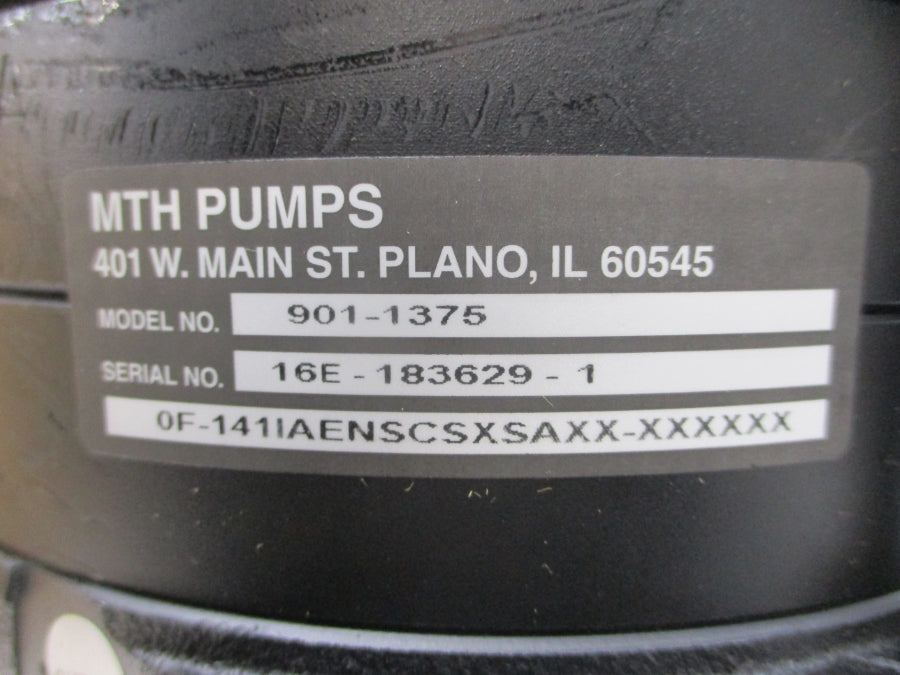 MTH PUMPS
401 W. MAIN ST. PLANO, IL 60545
MODEL NO. 901-1375
SERIAL NO. 16E - 183629 - 1
0F-141IAENSCSXSAXX-XXXXXX